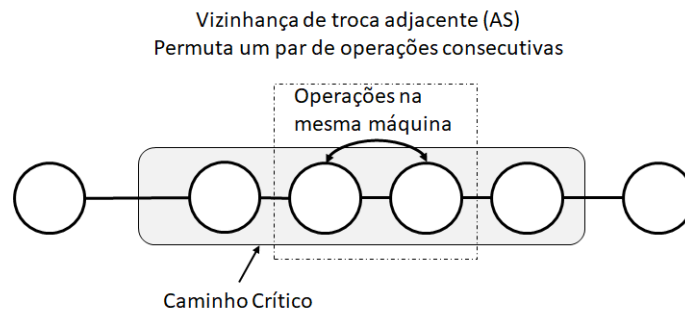 Vizinhança de troca adjacente (AS)
Permuta um par de operações consecutivas
Operações na
mesma máquina
Caminho Crítico